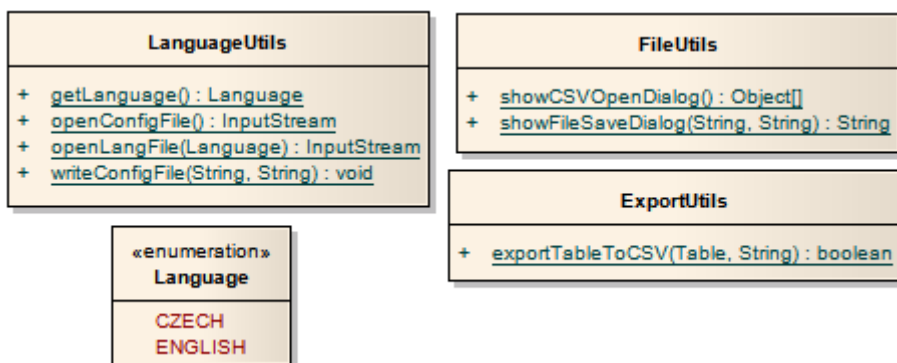 LanguageUtils
+ getLanguage() : Language
+ openConfigFile() : InputStream
+ openLangFile(Language) : InputStream
+ writeConfigFile(String, String) : void
«enumeration»
Language
CZECH
ENGLISH
FileUtils
+ showCSVOpenDialog() : Object[]
+ showFileSaveDialog(String, String) : String
ExportUtils
+ exportTableToCSV(Table, String) : boolean